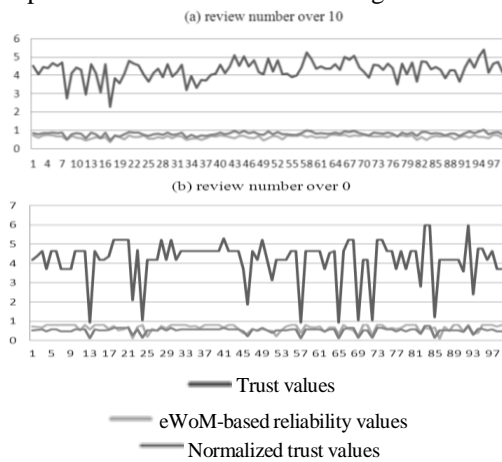 (a) review number over 10
6
5
4
3
2
1
0
1 4 7 10 13 16 19 22 25 28 31 34 37 40 43 46 49 52 55 58 61 64 67 70 73 76 79 82 85 88 91 94 97
(b) review number over 0
7
6
5
4
3
2
1
0
1 5 9 13 17 21 25 29 33 37 41 45 49 53 57 61 65 69 73 77 81 85 89 93 97
Trust values
eWoM-based reliability values
Normalized trust values